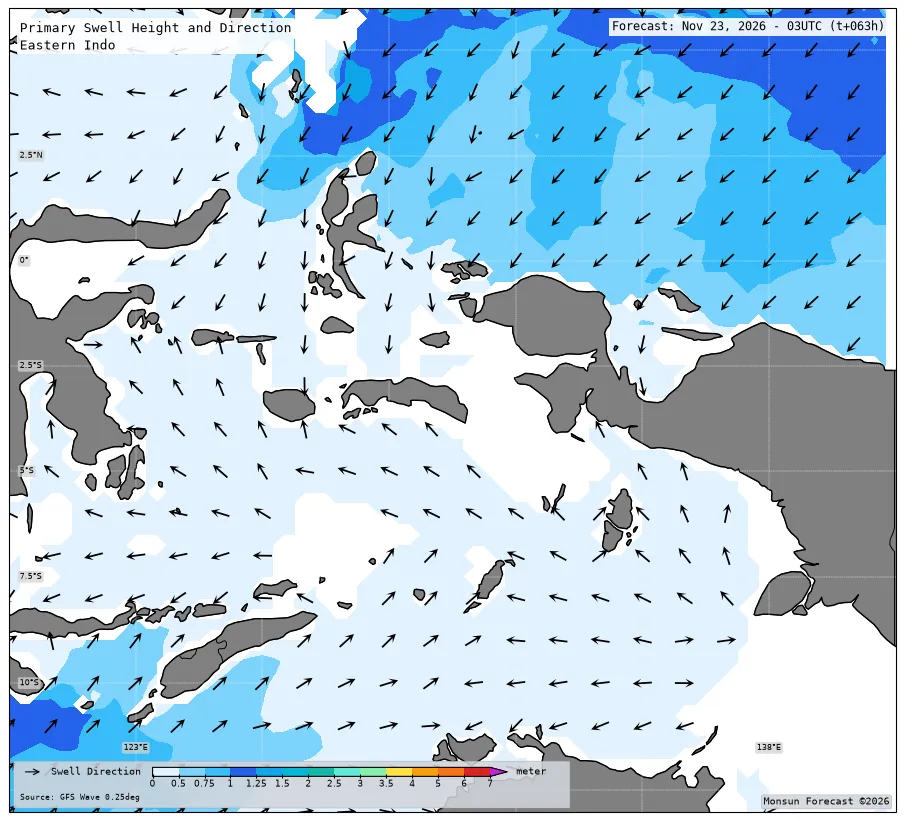 Primary Swell Height and Direction
Eastern Indo
Forecast: Nov 23, 2026 - 03UTC (t+063h)
2.5°N
0°
2.5°S
5°S
7.5°S
10°S
123°E
138°E
Swell Direction
0 0.5 0.75 1 1.25 1.5 2 2.5 3 3.5 4 5 6 7
meter
Source: GFS Wave 0.25deg
Monsun Forecast ©2026